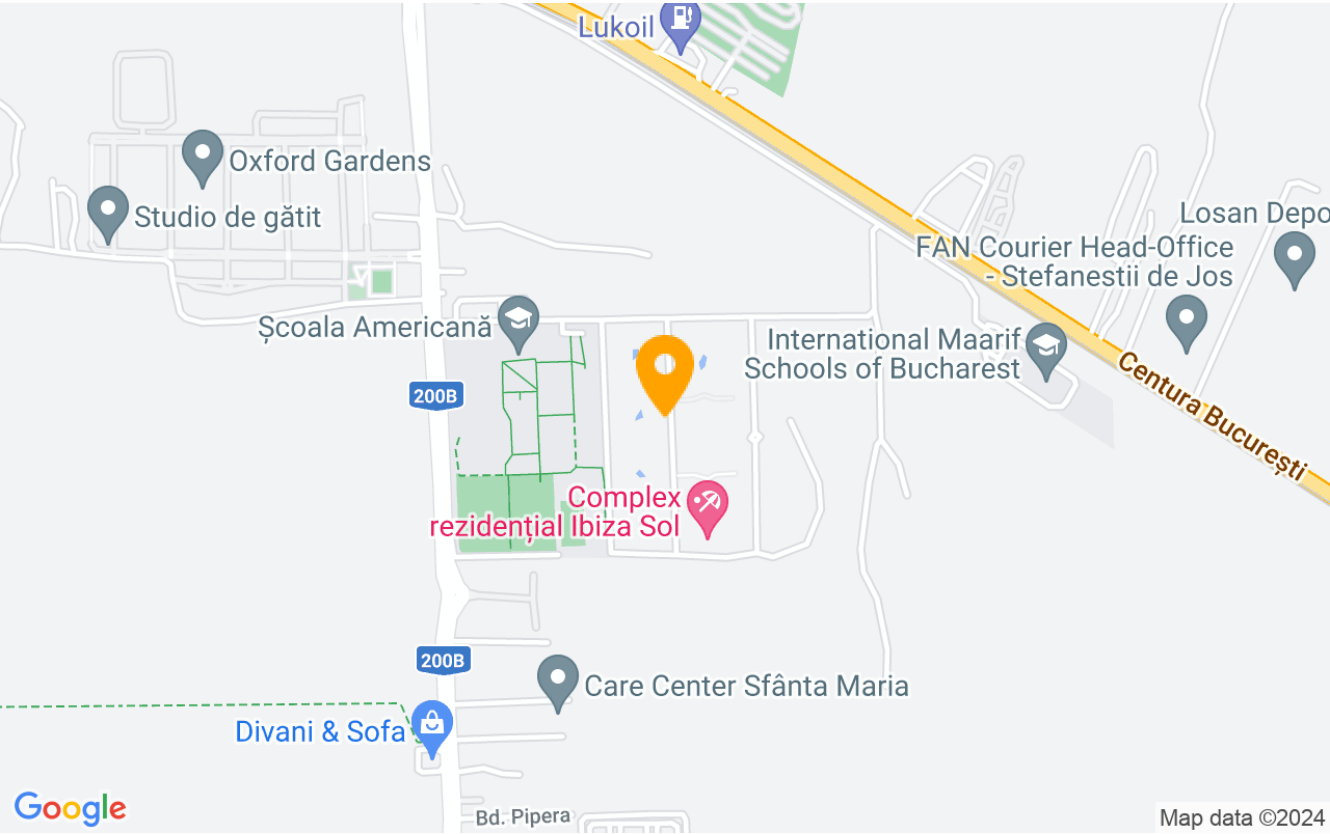 Lukoil
Oxford Gardens
Studio de gătit
Losan Depo
FAN Courier Head-Office
- Stefanestii de Jos
Școala Americană
International Maarif
Schools of Bucharest
200B
Centura București
Complex
rezidențial Ibiza Sol
200B
Care Center Sfânta Maria
Divani & Sofa
Google
Bd. Pipera
Map data ©2024